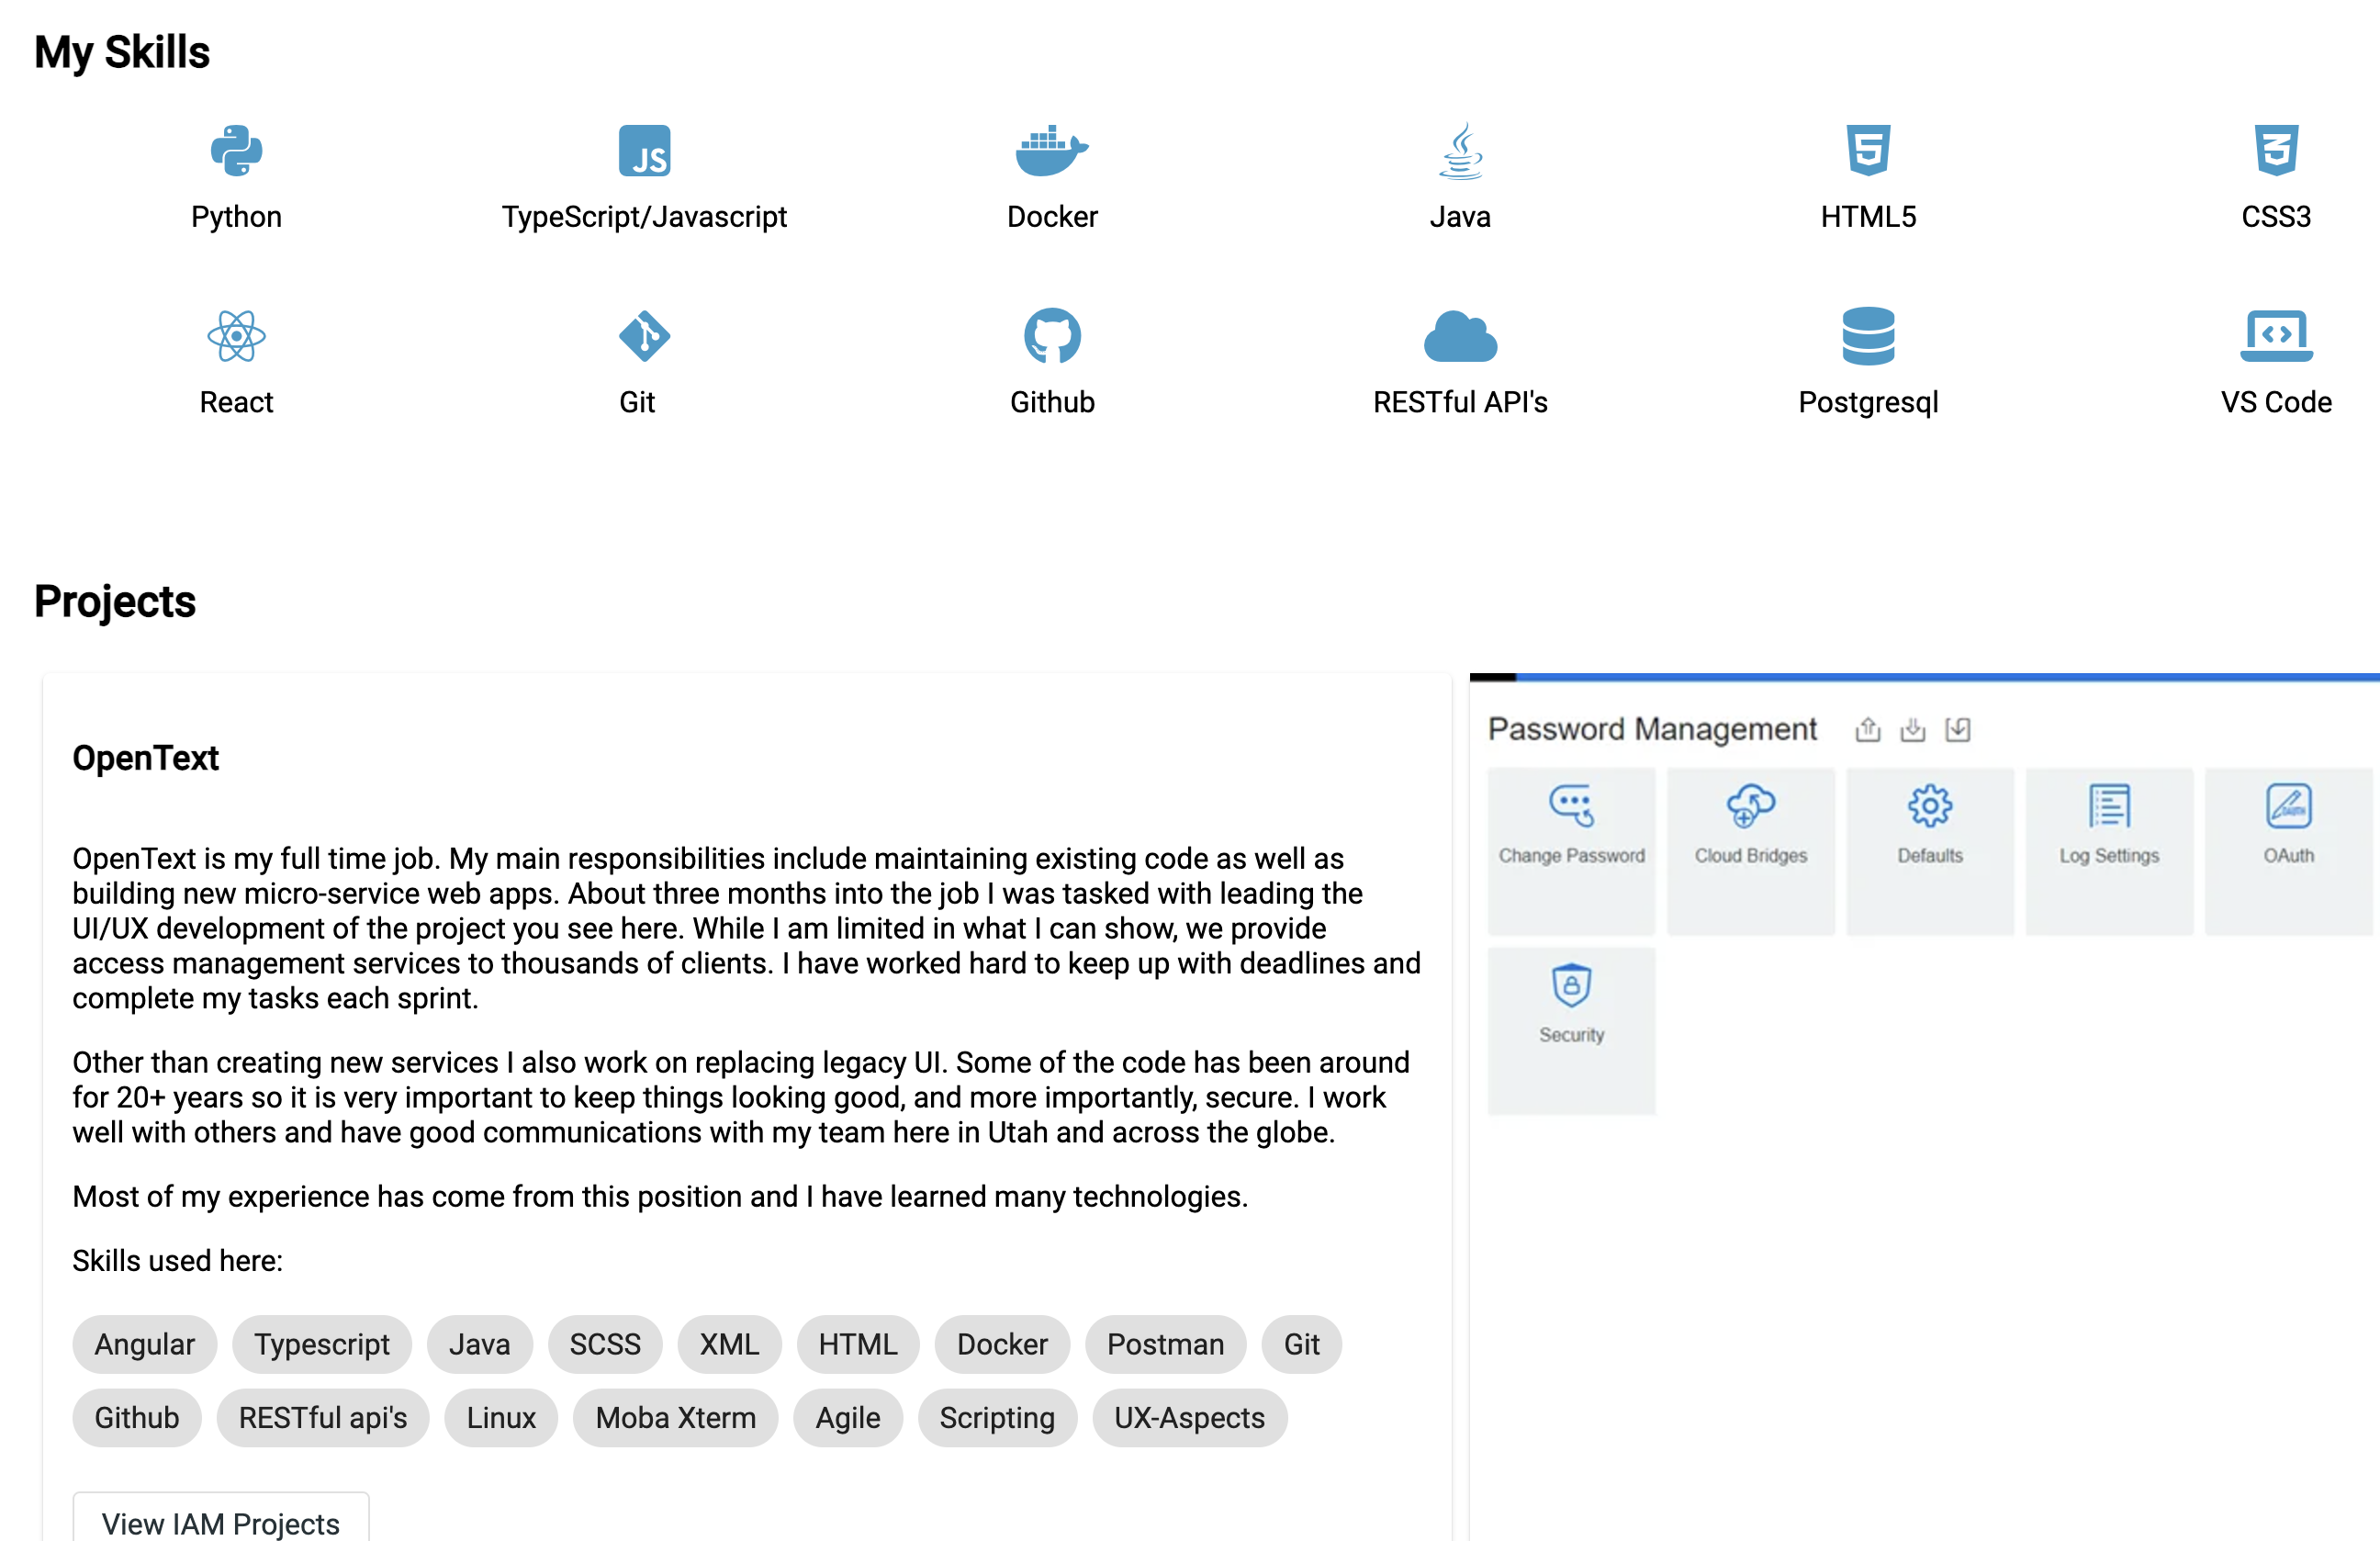 My Skills
JS
5
3
Python
TypeScript/Javascript
Docker
Java
HTML5
CSS3
React
Git
Github
RESTful API's
Postgresql
VS Code
Projects
OpenText
OpenText is my full time job. My main responsibilities include maintaining existing code as well as
building new micro-service web apps. About three months into the job I was tasked with leading the
UI/UX development of the project you see here. While I am limited in what I can show, we provide
access management services to thousands of clients. I have worked hard to keep up with deadlines and
complete my tasks each sprint.
Other than creating new services I also work on replacing legacy UI. Some of the code has been around
for 20+ years so it is very important to keep things looking good, and more importantly, secure. I work
well with others and have good communications with my team here in Utah and across the globe.
Most of my experience has come from this position and I have learned many technologies.
Skills used here:
Angular
Typescript
Java
SCSS
XML
HTML
Docker
Postman
Git
Github
RESTful api's
Linux
Moba Xterm
Agile
Scripting
UX-Aspects
View IAM Projects
Password Management
Change Password
Cloud Bridges
Defaults
Log Settings
OAUTH
OAuth
Security